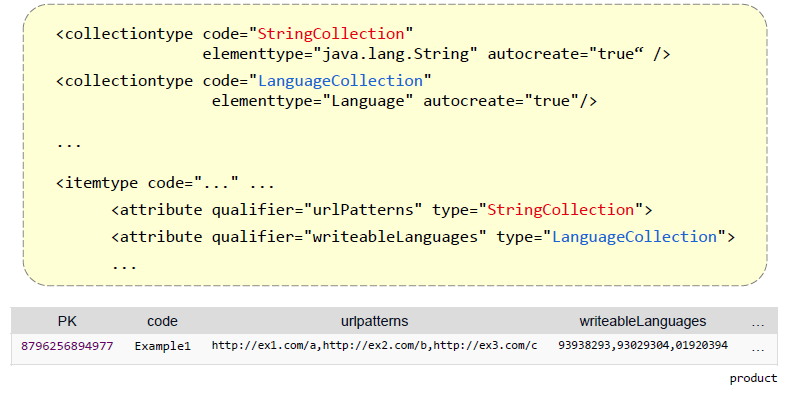 <collectiontype code="StringCollection"
elementtype="java.lang.String" autocreate="true“ />
<collectiontype code="LanguageCollection"
elementtype="Language" autocreate="true"/>
...
<itemtype code="..." ...
<attribute qualifier="urlPatterns" type="StringCollection">
<attribute qualifier="writeableLanguages" type="LanguageCollection">
...
PK code urlpatterns writeableLanguages ...
8796256894977 Example1 http://ex1.com/a,http://ex2.com/b,http://ex3.com/c 93938293,93029304,01920394 ...
product